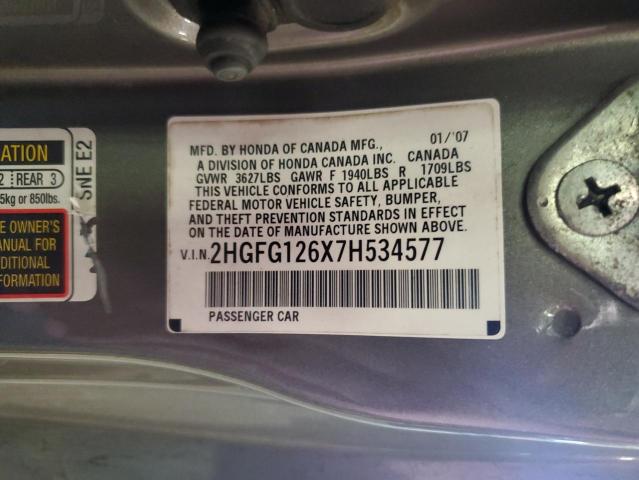 ATION
2 REAR 3
5kg or 850lbs.
E OWNER'S
ANUAL FOR
DITIONAL
FORMATION
SNE E2
MFD. BY HONDA OF CANADA MFG., 01/'07
A DIVISION OF HONDA CANADA INC. CANADA
GVWR 3627LBS GAWR F 1940LBS R 1709LBS
THIS VEHICLE CONFORMS TO ALL APPLICABLE
FEDERAL MOTOR VEHICLE SAFETY, BUMPER,
AND THEFT PREVENTION STANDARDS IN EFFECT
ON THE DATE OF MANUFACTURE SHOWN ABOVE.
V.I.N. 2HGFG126X7H534577
PASSENGER CAR